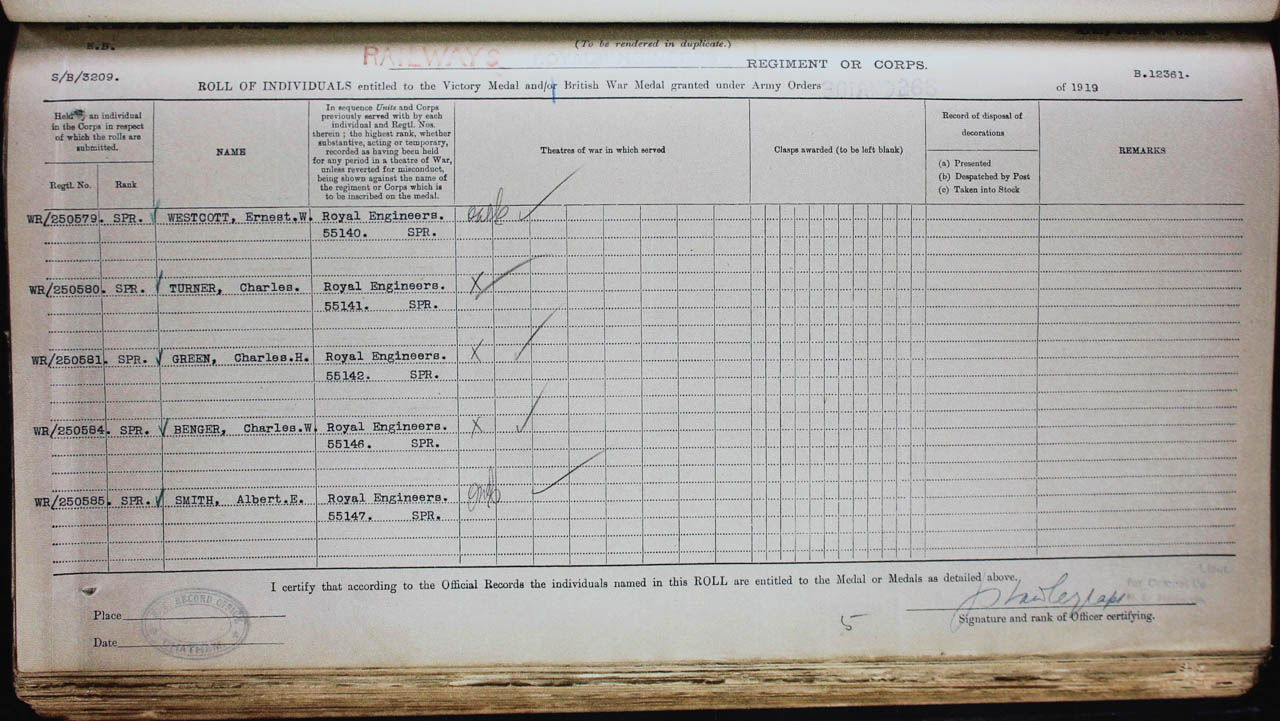 E.B.
(To be rendered in duplicate.)
RAILWAYS
REGIMENT OR CORPS.
S/B/3209.
B.12361.
ROLL OF INDIVIDUALS entitled to the Victory Medal and/or British War Medal granted under Army Orders of 1919
Held by an individual
in the Corps in respect
of which the rolls are
submitted.
Regtl. No. Rank
NAME
In sequence Units and Corps
previously served with by each
individual and Regtl. Nos.
therein ; the highest rank, whether
substantive, acting or temporary,
recorded as having been held
for any period in a theatre of War,
unless reverted for misconduct,
being shown against the name of
the regiment or Corps which is
to be inscribed on the medal.
Theatres of war in which served
Clasps awarded (to be left blank)
Record of disposal of
decorations
(a) Presented
(b) Despatched by Post
(c) Taken into Stock
REMARKS
WR/250579. SPR. WESTCOTT, Ernest.W. Royal Engineers.
55140. SPR.
WR/250580. SPR. TURNER, Charles. Royal Engineers. X
55141. SPR.
WR/250581. SPR. GREEN, Charles.H. Royal Engineers. X
55142. SPR.
WR/250584. SPR. BENGER, Charles.W. Royal Engineers. X
55146. SPR.
WR/250585. SPR. SMITH, Albert.E. Royal Engineers.
55147. SPR.
I certify that according to the Official Records the individuals named in this ROLL are entitled to the Medal or Medals as detailed above.
Place
Date
RECORD OFFICE
CHATHAM
5
Signature and rank of Officer certifying.